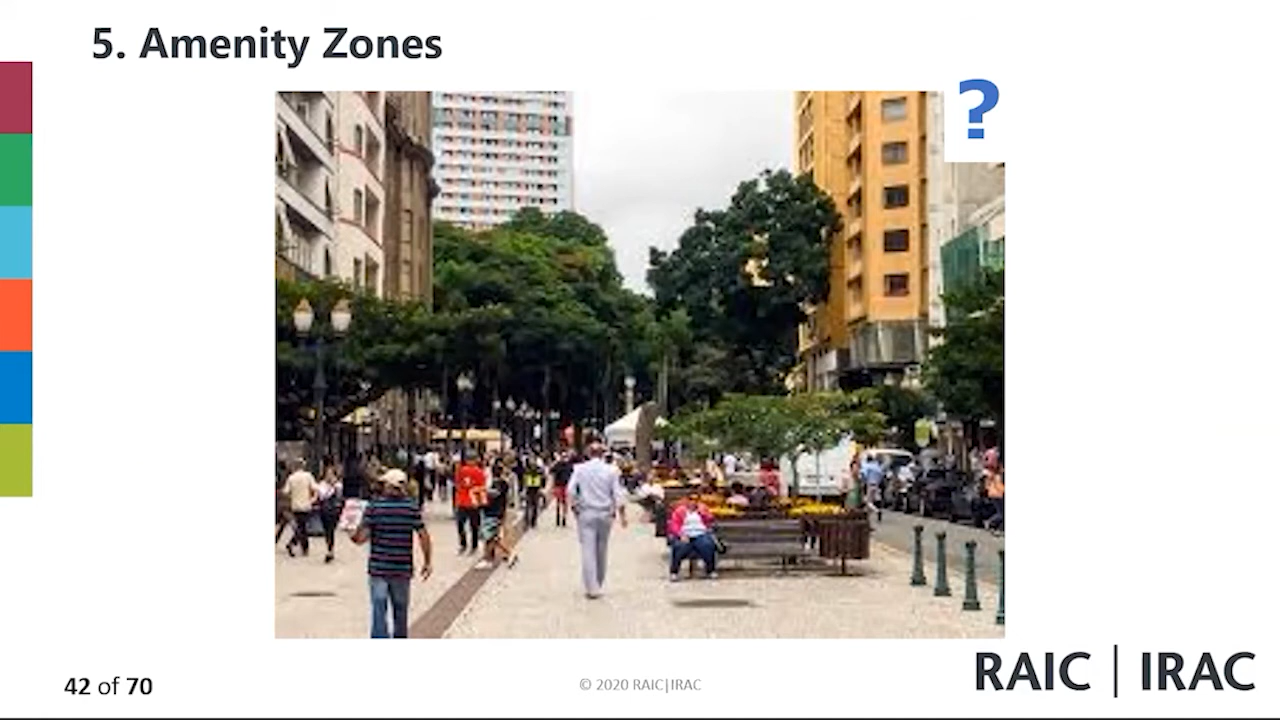 5. Amenity Zones
?
42 of 70
© 2020 RAIC|IRAC
RAIC | IRAC